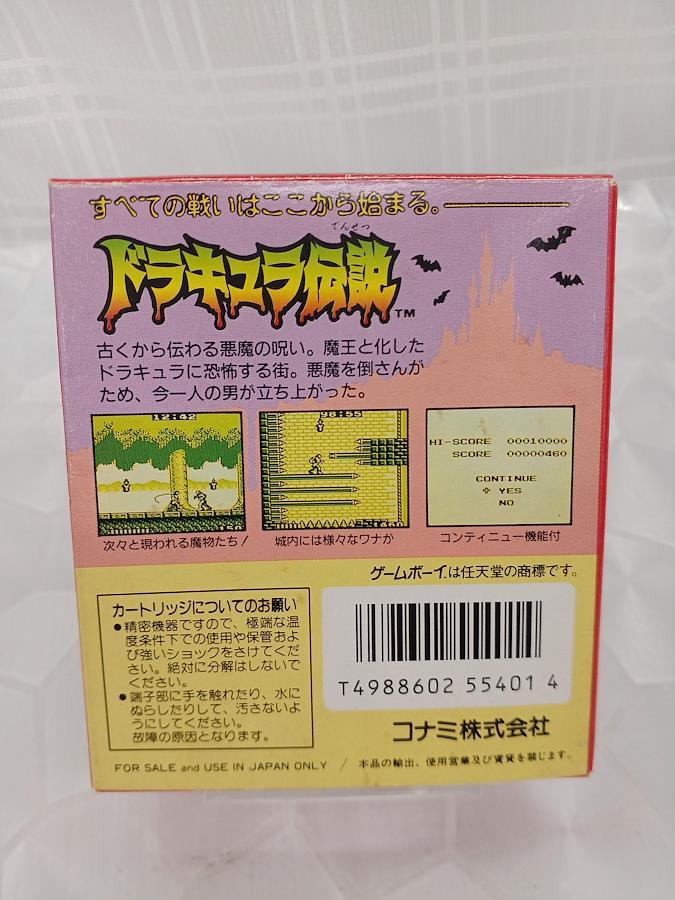 すべての戦いはここから始まる。
でんせつ
ドラキュラ伝説
TM
古くから伝わる悪魔の呪い。魔王と化した
ドラキュラに恐怖する街。悪魔を倒さんが
ため、今一人の男が立ち上がった。
12:42
98:55
HI-SCORE 00010000
SCORE 00000460
CONTINUE
YES
NO
次々と現われる魔物たち!
城内には様々なワナが
コンティニュー機能付
ゲームボーイは任天堂の商標です。
カートリッジについてのお願い
●精密機器ですので、極端な温
度条件下での使用や保管およ
び強いショックをさけてくだ
さい。絶対に分解はしないで
ください。
●端子部に手を触れたり、水に
ぬらしたりして、汚さないよ
うにしてください。
故障の原因となります。
T4988602 55401 4
コナミ株式会社
FOR SALE and USE IN JAPAN ONLY / 本品の輸出、使用営業及び賃貸を禁じます。